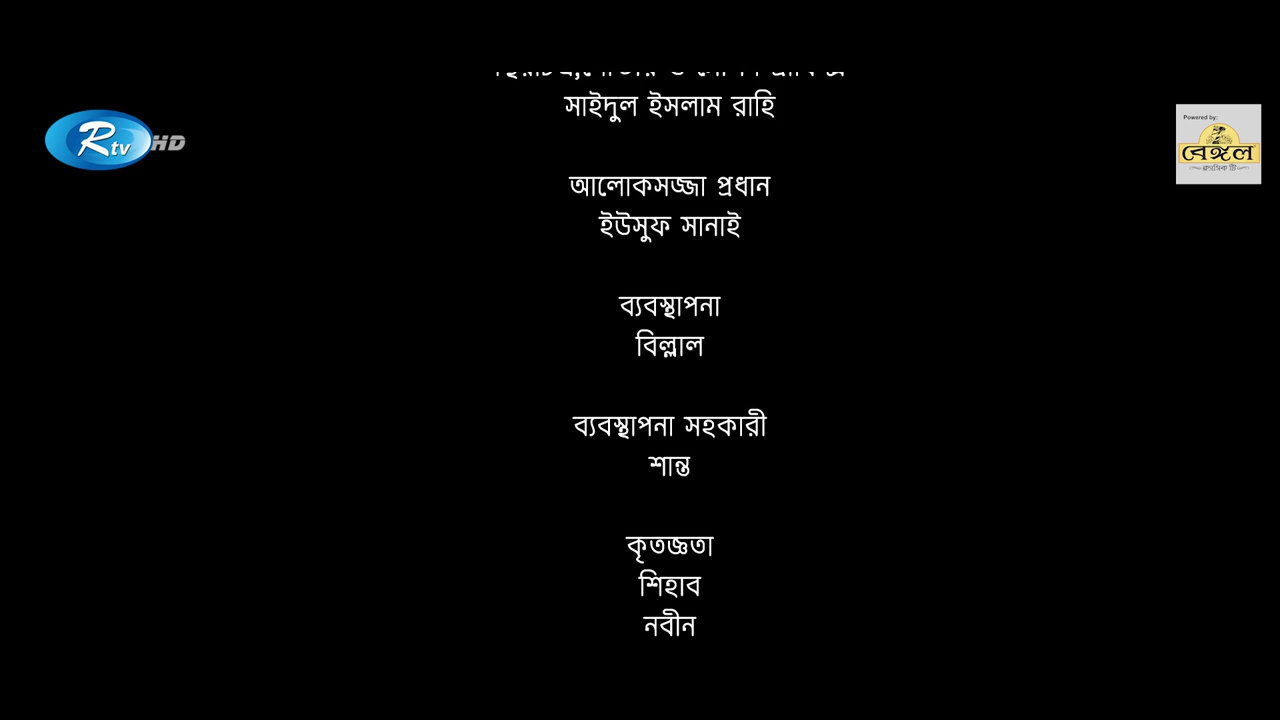 সাইদুল ইসলাম রাহি
Rtv HD
Powered by:
বেঙ্গল
ক্লাসিক টি
আলোকসজ্জা প্রধান
ইউসুফ সানাই
ব্যবস্থাপনা
বিল্লাল
ব্যবস্থাপনা সহকারী
শান্ত
কৃতজ্ঞতা
শিহাব
নবীন